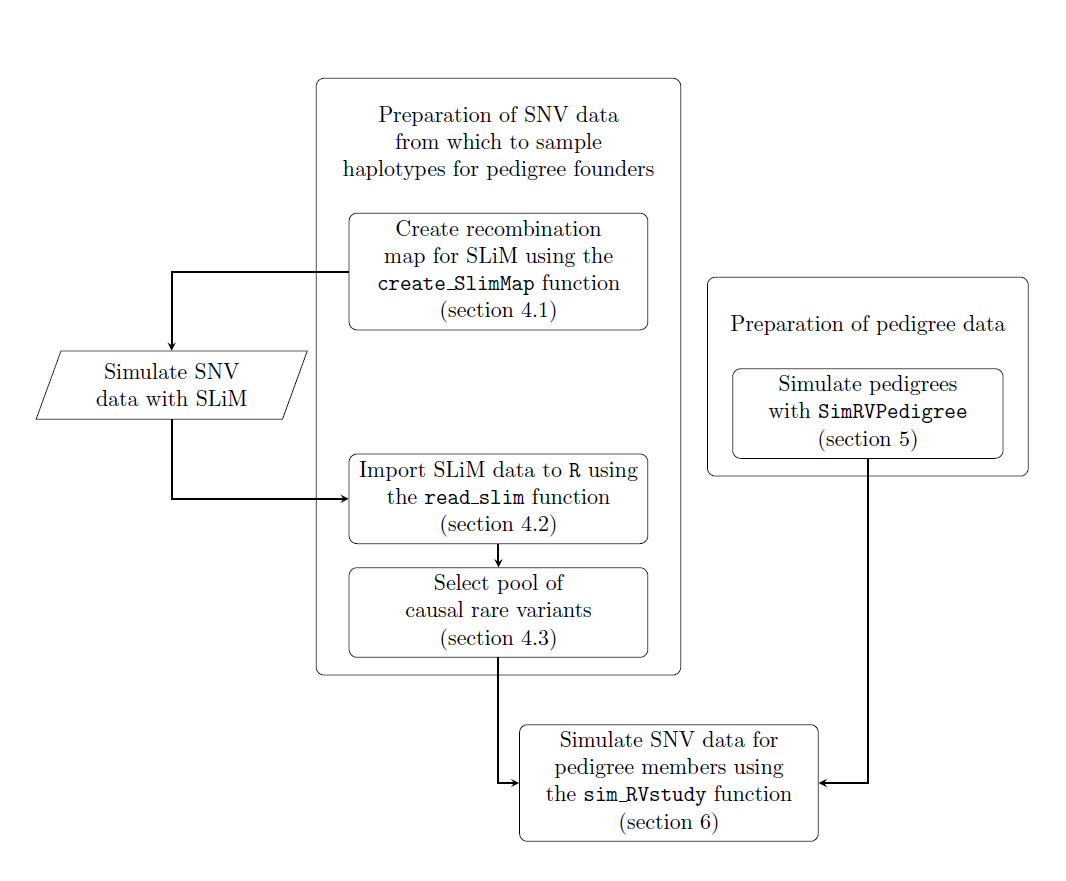 Preparation of SNV data
from which to sample
haplotypes for pedigree founders
Create recombination
map for SLiM using the
create_SlimMap function
(section 4.1)
Simulate SNV
data with SLiM
Import SLiM data to R using
the read_slim function
(section 4.2)
Select pool of
causal rare variants
(section 4.3)
Preparation of pedigree data
Simulate pedigrees
with SimRVPedigree
(section 5)
Simulate SNV data for
pedigree members using
the sim_RVstudy function
(section 6)